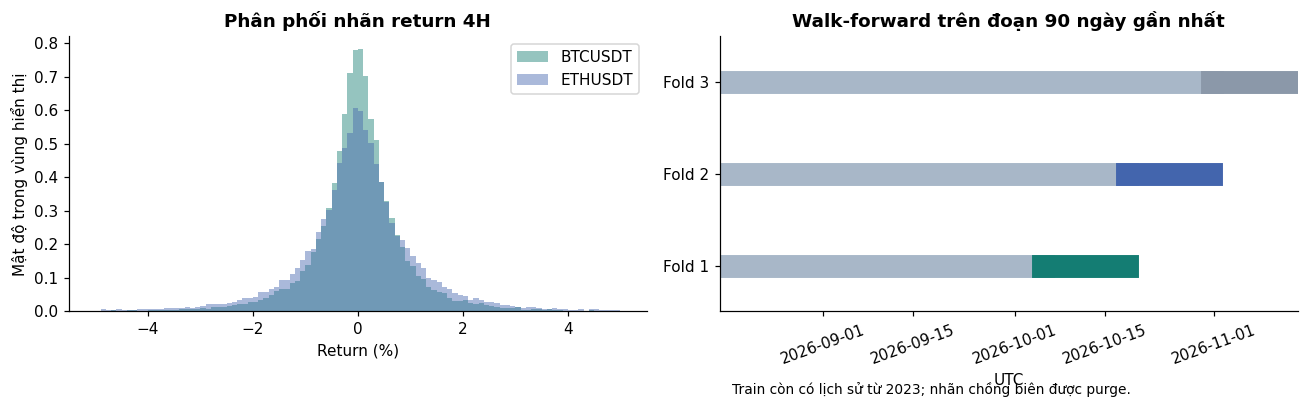 Phân phối nhãn return 4H
Mật độ trong vùng hiển thị
0.8
0.7
0.6
0.5
0.4
0.3
0.2
0.1
0.0
BTCUSDT
ETHUSDT
−4
−2
0
2
4
Return (%)
Walk-forward trên đoạn 90 ngày gần nhất
Fold 3
Fold 2
Fold 1
2026-09-01
2026-09-15
2026-10-01
2026-10-15
2026-11-01
UTC
Train còn có lịch sử từ 2023; nhãn chồng biên được purge.